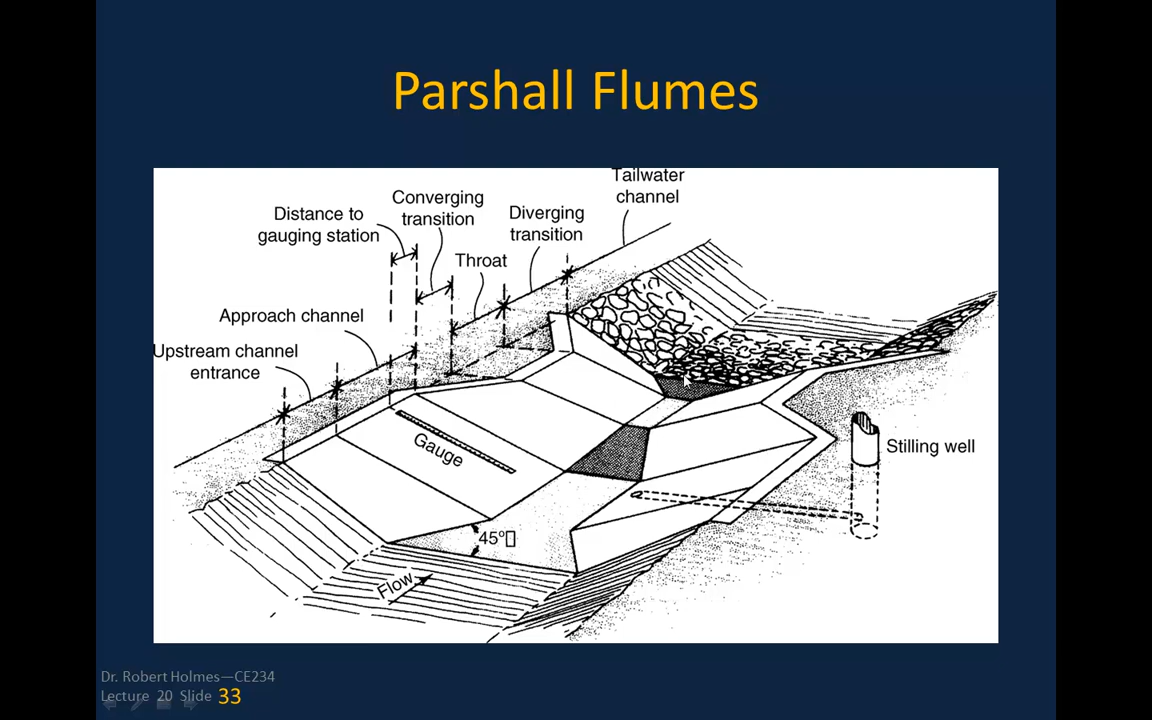 Parshall Flumes
Tailwater
channel
Converging
transition
Distance to
gauging station
Diverging
transition
Throat
Approach channel
Upstream channel
entrance
Gauge
Stilling well
45º▯
Flow
Dr. Robert Holmes—CE234
Lecture 20 Slide 33